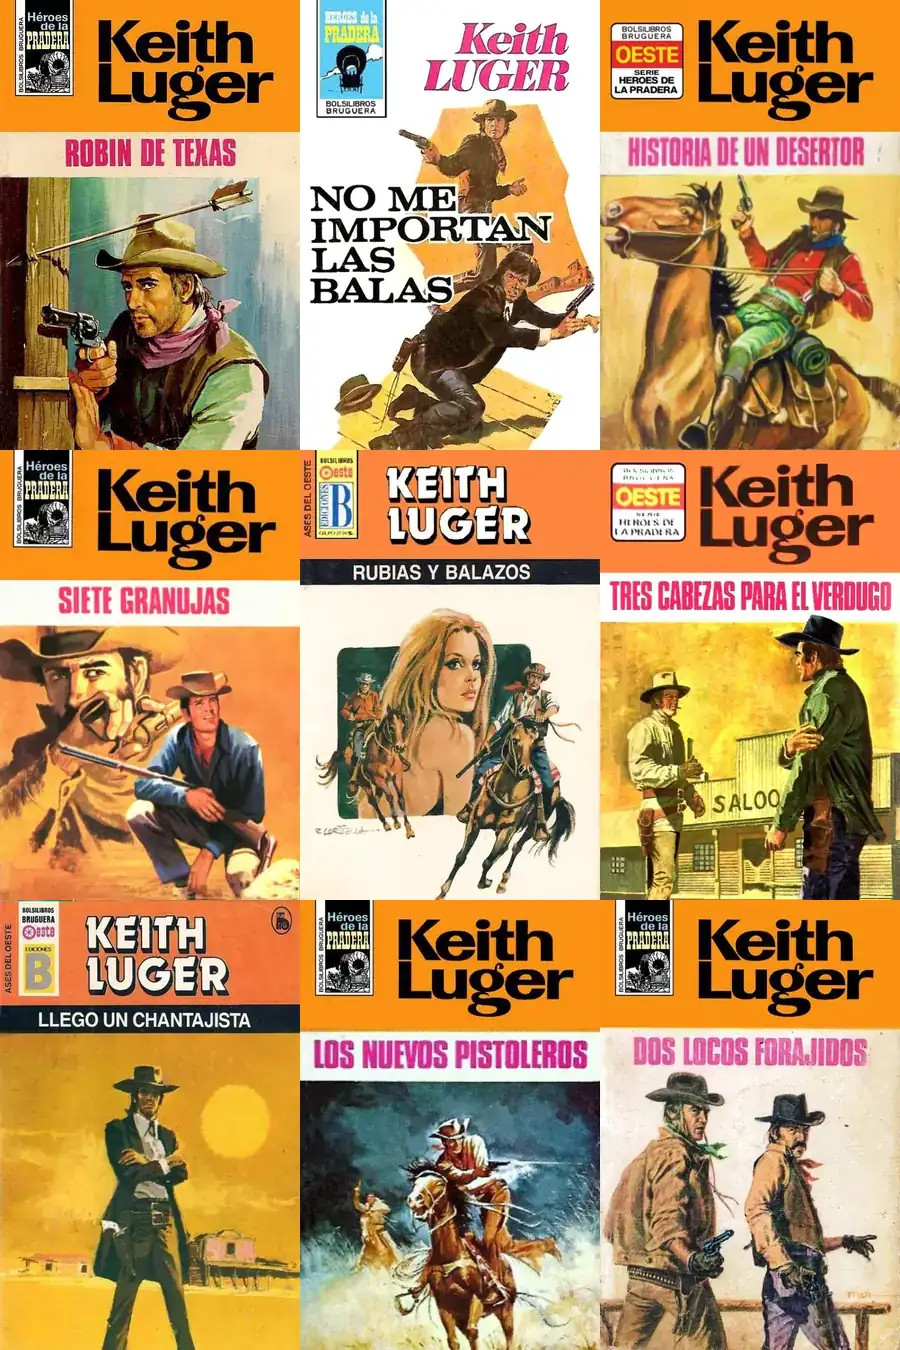 BOLSILIBROS BRUGUERA
Héroes
de la
PRADERA
Keith
Luger
ROBIN DE TEXAS
HEROES de la
PRADERA
BOLSILIBROS
BRUGUERA
Keith
LUGER
NO ME
IMPORTAN
LAS
BALAS
BOLSILIBROS
BRUGUERA
OESTE
SERIE
HEROES DE
LA PRADERA
Keith
Luger
HISTORIA DE UN DESERTOR
BOLSILIBROS BRUGUERA
Héroes
de la
PRADERA
Keith
Luger
SIETE GRANUJAS
ASES DEL OESTE
BOLSILIBROS
Oeste
EDICIONES
B
KEITH
LUGER
RUBIAS Y BALAZOS
BOLSILIBROS
BRUGUERA
OESTE
SERIE
HEROES DE
LA PRADERA
Keith
Luger
TRES CABEZAS PARA EL VERDUGO
SALOO
ASES DEL OESTE
BOLSILIBROS
BRUGUERA
Oeste
EDICIONES
B
KEITH
LUGER
LLEGO UN CHANTAJISTA
BOLSILIBROS BRUGUERA
Héroes
de la
PRADERA
Keith
Luger
LOS NUEVOS PISTOLEROS
BOLSILIBROS BRUGUERA
Héroes
de la
PRADERA
Keith
Luger
DOS LOCOS FORAJIDOS